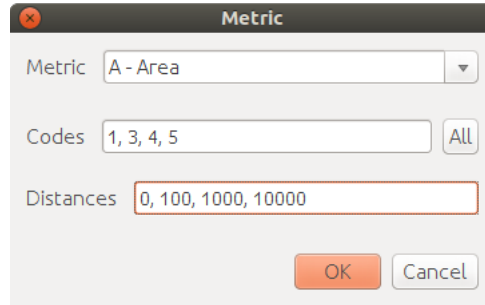 Metric
Metric A - Area
Codes 1, 3, 4, 5 All
Distances 0, 100, 1000, 10000
OK Cancel